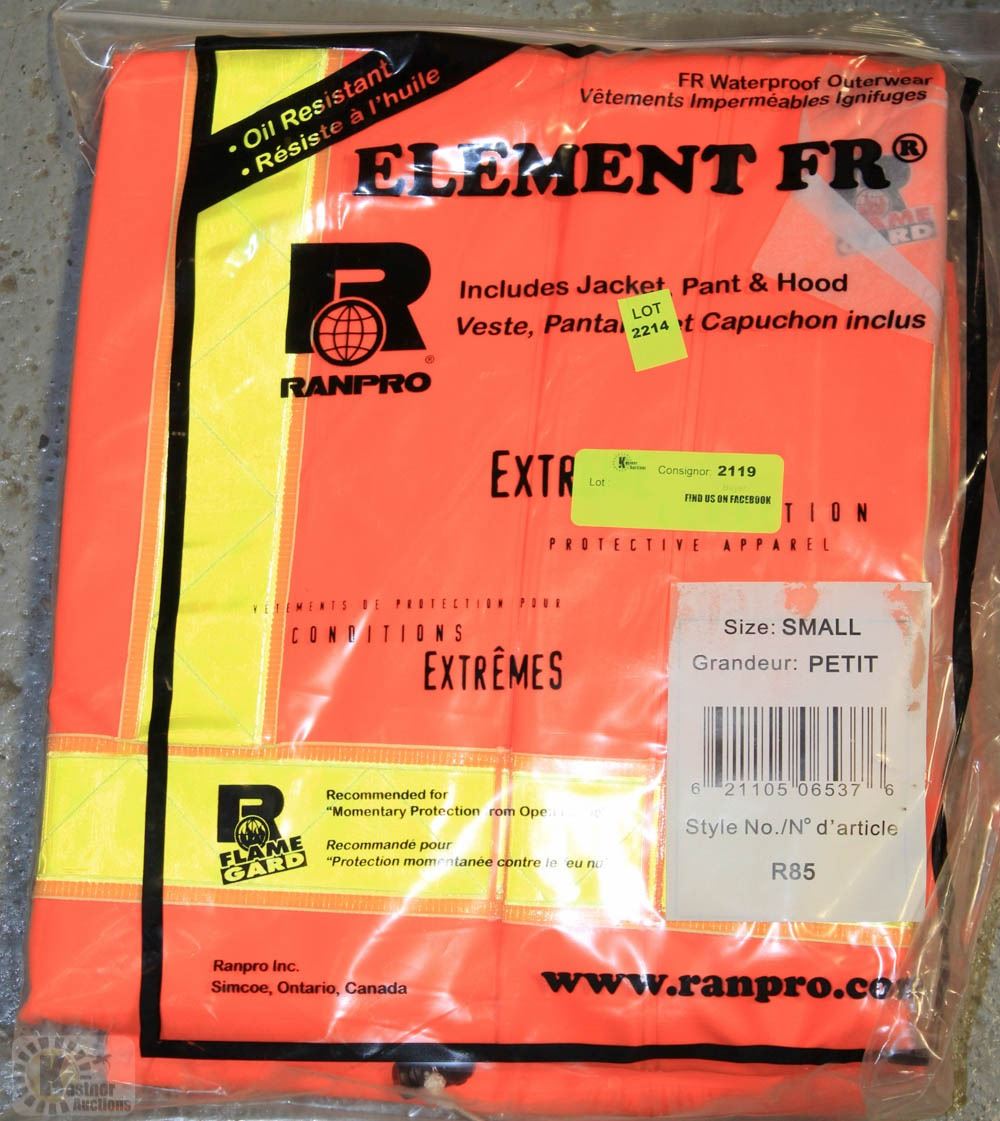 • Oil Resistant
• Résiste à l'huile
FR Waterproof Outerwear
Vêtements Imperméables Ignifuges
ELEMENT FR®
R FLAME GARD
R®
RANPRO
Includes Jacket, Pant & Hood
Veste, et Capuchon inclus
LOT
2214
Kastner Auctions
Consignor: 2119
Lot :
FIND US ON FACEBOOK
PROTECTIVE APPAREL
VÊTEMENTS DE PROTECTION POUR
CONDITIONS
EXTRÊMES
Size: SMALL
Grandeur: PETIT
6 21105 06537 6
Style No./N° d'article
R85
R
FLAME
GARD
Recommended for
"Momentary Protection from Open
Recommandé pour
"Protection momentanée contre le feu nu"
Ranpro Inc.
Simcoe, Ontario, Canada
www.ranpro.co
Kastner
Auctions